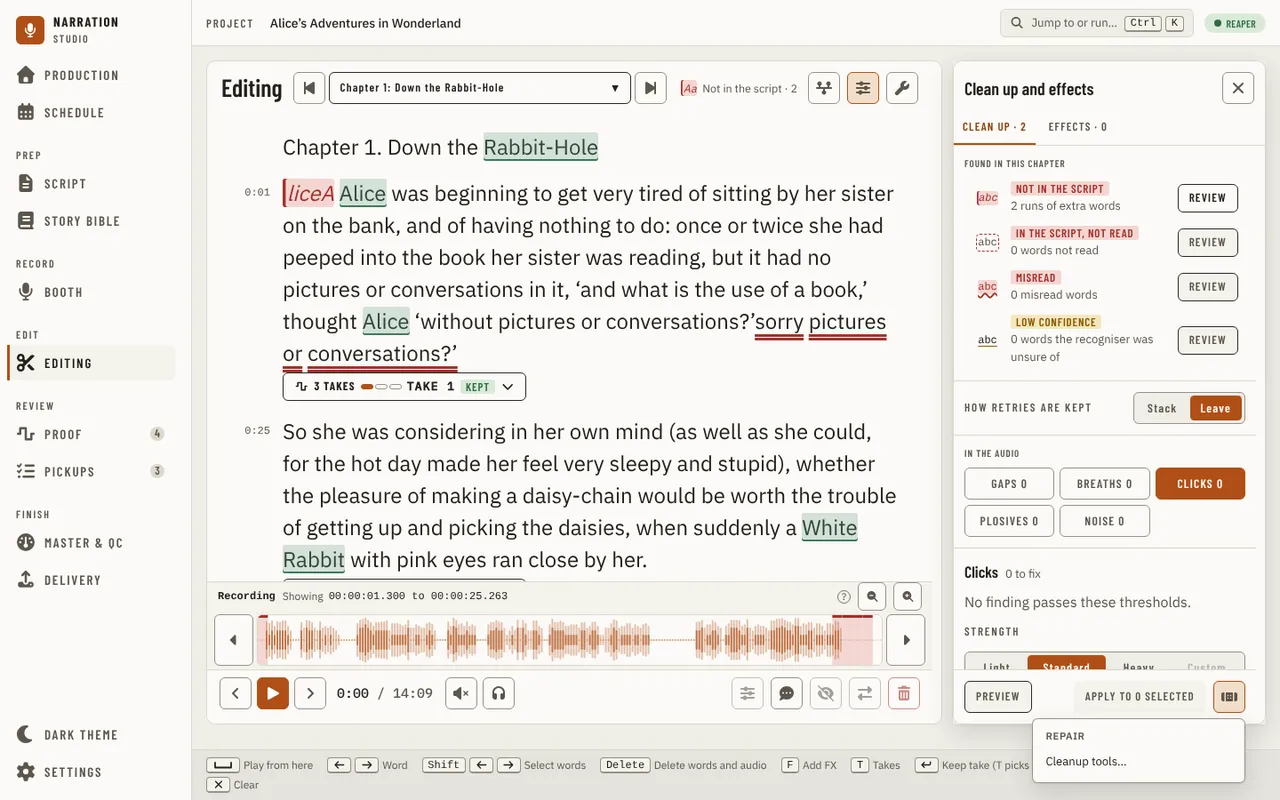 NARRATION
STUDIO
PRODUCTION
SCHEDULE
PREP
SCRIPT
STORY BIBLE
RECORD
BOOTH
EDIT
EDITING
REVIEW
PROOF 4
PICKUPS 3
FINISH
MASTER & QC
DELIVERY
DARK THEME
SETTINGS
PROJECT Alice’s Adventures in Wonderland
Jump to or run... Ctrl K
REAPER
Editing
Chapter 1: Down the Rabbit-Hole
Aa Not in the script · 2
Chapter 1. Down the Rabbit-Hole
0:01 liceA Alice was beginning to get very tired of sitting by her sister
on the bank, and of having nothing to do: once or twice she had
peeped into the book her sister was reading, but it had no
pictures or conversations in it, ‘and what is the use of a book,’
thought Alice ‘without pictures or conversations?’sorry pictures
or conversations?’
3 TAKES TAKE 1 KEPT
0:25 So she was considering in her own mind (as well as she could,
for the hot day made her feel very sleepy and stupid), whether
the pleasure of making a daisy-chain would be worth the trouble
of getting up and picking the daisies, when suddenly a White
Rabbit with pink eyes ran close by her.
Recording Showing 00:00:01.300 to 00:00:25.263
?
0:00 / 14:09
Play from here Word Shift Select words Delete Delete words and audio F Add FX T Takes Keep take (T picks
Clear
Clean up and effects
CLEAN UP · 2 EFFECTS · 0
FOUND IN THIS CHAPTER
abc NOT IN THE SCRIPT
2 runs of extra words
REVIEW
abc IN THE SCRIPT, NOT READ
0 words not read
REVIEW
abc MISREAD
0 misread words
REVIEW
abc LOW CONFIDENCE
0 words the recogniser was
unsure of
REVIEW
HOW RETRIES ARE KEPT Stack Leave
IN THE AUDIO
GAPS 0 BREATHS 0 CLICKS 0
PLOSIVES 0 NOISE 0
Clicks 0 to fix
No finding passes these thresholds.
STRENGTH
Light Standard Heavy Custom
PREVIEW APPLY TO 0 SELECTED
REPAIR
Cleanup tools...